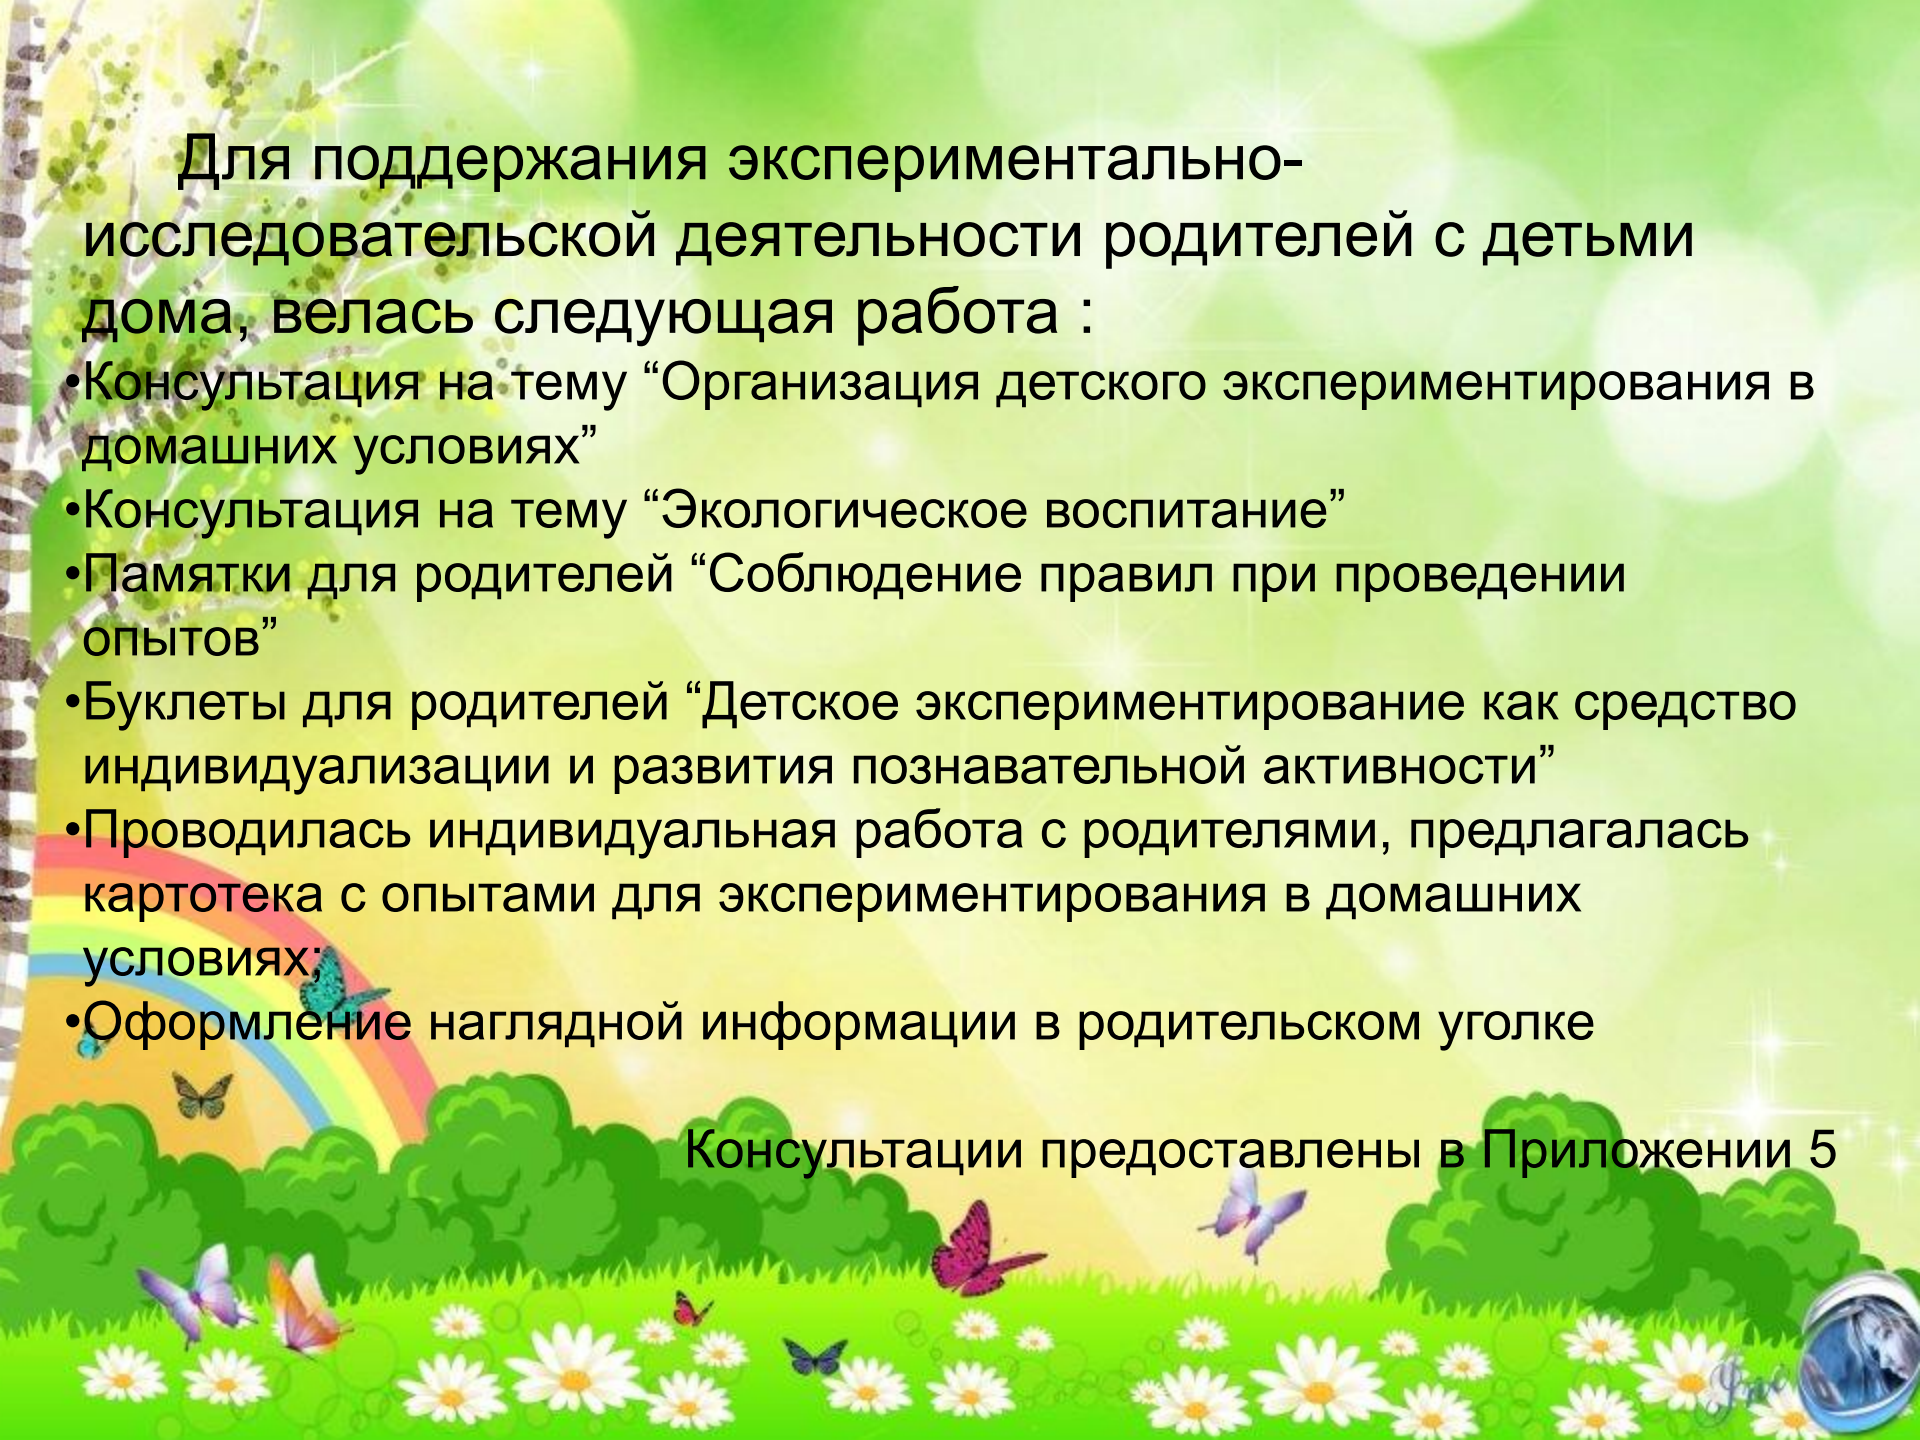 Для поддержания экспериментально-
исследовательской деятельности родителей с детьми
дома, велась следующая работа :
•Консультация на тему “Организация детского экспериментирования в
домашних условиях”
•Консультация на тему “Экологическое воспитание”
•Памятки для родителей “Соблюдение правил при проведении
опытов”
•Буклеты для родителей “Детское экспериментирование как средство
индивидуализации и развития познавательной активности”
•Проводилась индивидуальная работа с родителями, предлагалась
картотека с опытами для экспериментирования в домашних
условиях;
•Оформление наглядной информации в родительском уголке
Консультации предоставлены в Приложении 5